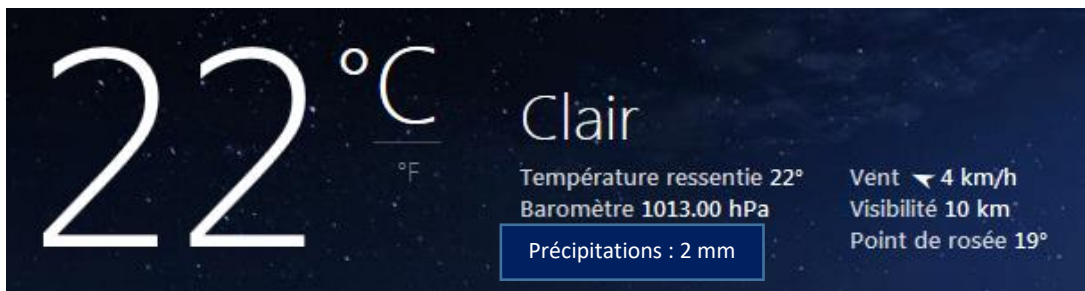 22 °C
°F
Clair
Température ressentie 22°
Baromètre 1013.00 hPa
Précipitations : 2 mm
Vent 4 km/h
Visibilité 10 km
Point de rosée 19°